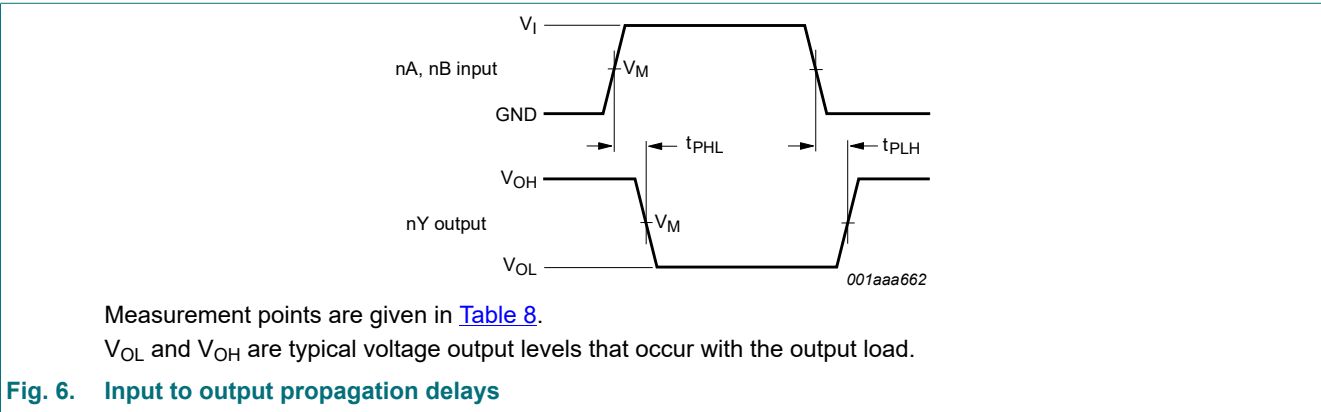 V_I
nA, nB input
V_M
GND
t_PHL
t_PLH
V_OH
nY output
V_M
V_OL
001aaa662
Measurement points are given in Table 8.
V_OL and V_OH are typical voltage output levels that occur with the output load.
Fig. 6. Input to output propagation delays